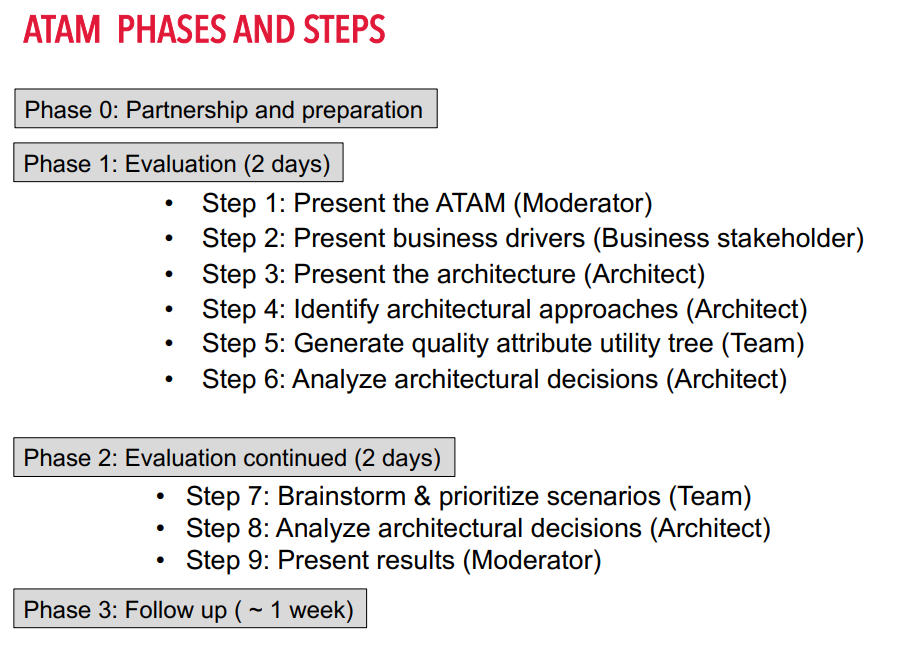 ATAM PHASES AND STEPS
Phase 0: Partnership and preparation
Phase 1: Evaluation (2 days)
• Step 1: Present the ATAM (Moderator)
• Step 2: Present business drivers (Business stakeholder)
• Step 3: Present the architecture (Architect)
• Step 4: Identify architectural approaches (Architect)
• Step 5: Generate quality attribute utility tree (Team)
• Step 6: Analyze architectural decisions (Architect)
Phase 2: Evaluation continued (2 days)
• Step 7: Brainstorm & prioritize scenarios (Team)
• Step 8: Analyze architectural decisions (Architect)
• Step 9: Present results (Moderator)
Phase 3: Follow up ( ~ 1 week)